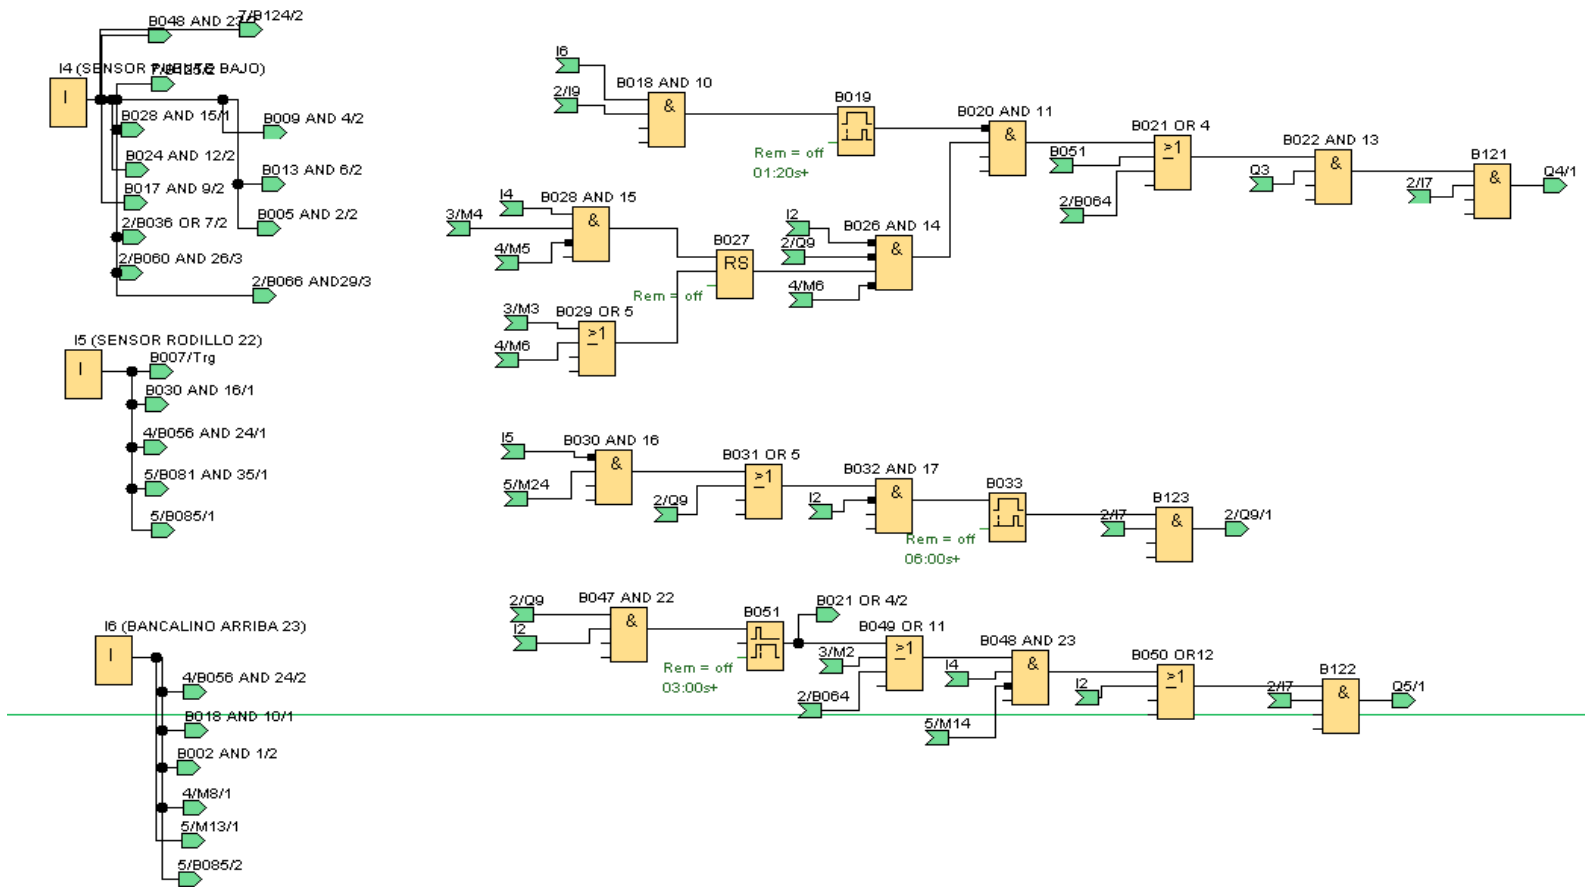 B048 AND 23/2
7/B124/2
I4 (SENSOR PUENTE BAJO)
I
B028 AND 15/1
B009 AND 4/2
B024 AND 12/2
B013 AND 6/2
B017 AND 9/2
B005 AND 2/2
2/B036 OR 7/2
2/B060 AND 26/3
2/B066 AND29/3
I5 (SENSOR RODILLO 22)
I
B007/Trg
B030 AND 16/1
4/B056 AND 24/1
5/B081 AND 35/1
5/B085/1
I6 (BANCALINO ARRIBA 23)
I
4/B056 AND 24/2
B018 AND 10/1
B002 AND 1/2
4/M8/1
5/M13/1
5/B085/2
I6
2/I9
B018 AND 10
&
B019
Rem = off
01:20s+
B020 AND 11
&
B051
2/B064
B021 OR 4
>1
Q3
B022 AND 13
&
2/I7
B121
&
Q4/1
I4
3/M4
4/M5
B028 AND 15
&
B027
RS
Rem = off
I2
2/Q9
4/M6
B026 AND 14
&
3/M3
4/M6
B029 OR 5
>1
I5
5/M24
B030 AND 16
&
2/Q9
B031 OR 5
>1
I2
B032 AND 17
&
B033
Rem = off
06:00s+
2/I7
B123
&
2/Q9/1
2/Q9
I2
B047 AND 22
&
B051
Rem = off
03:00s+
B021 OR 4/2
3/M2
2/B064
B049 OR 11
>1
I4
5/M14
B048 AND 23
&
I2
B050 OR12
>1
2/I7
B122
&
Q5/1